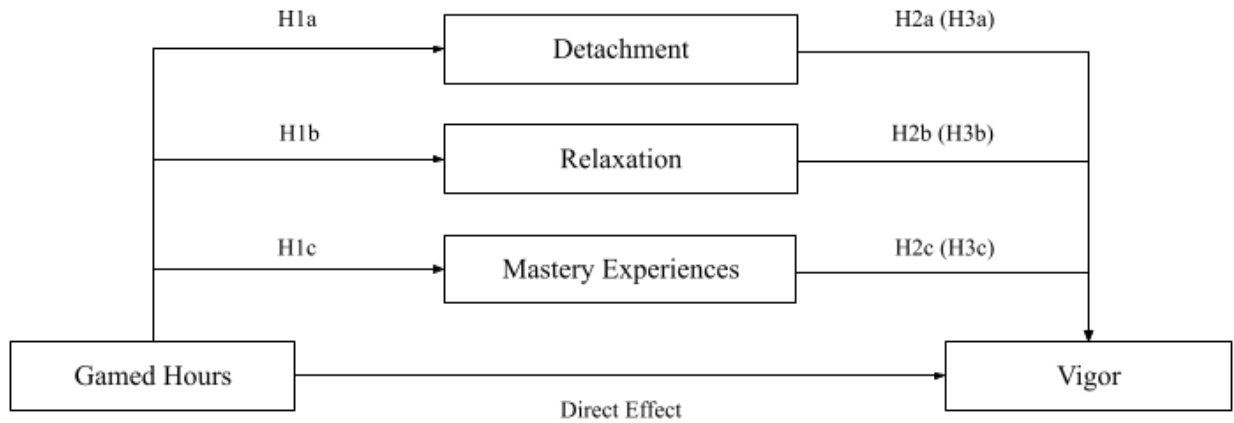 H1a
H2a (H3a)
Detachment
H1b
H2b (H3b)
Relaxation
H1c
H2c (H3c)
Mastery Experiences
Gamed Hours
Vigor
Direct Effect